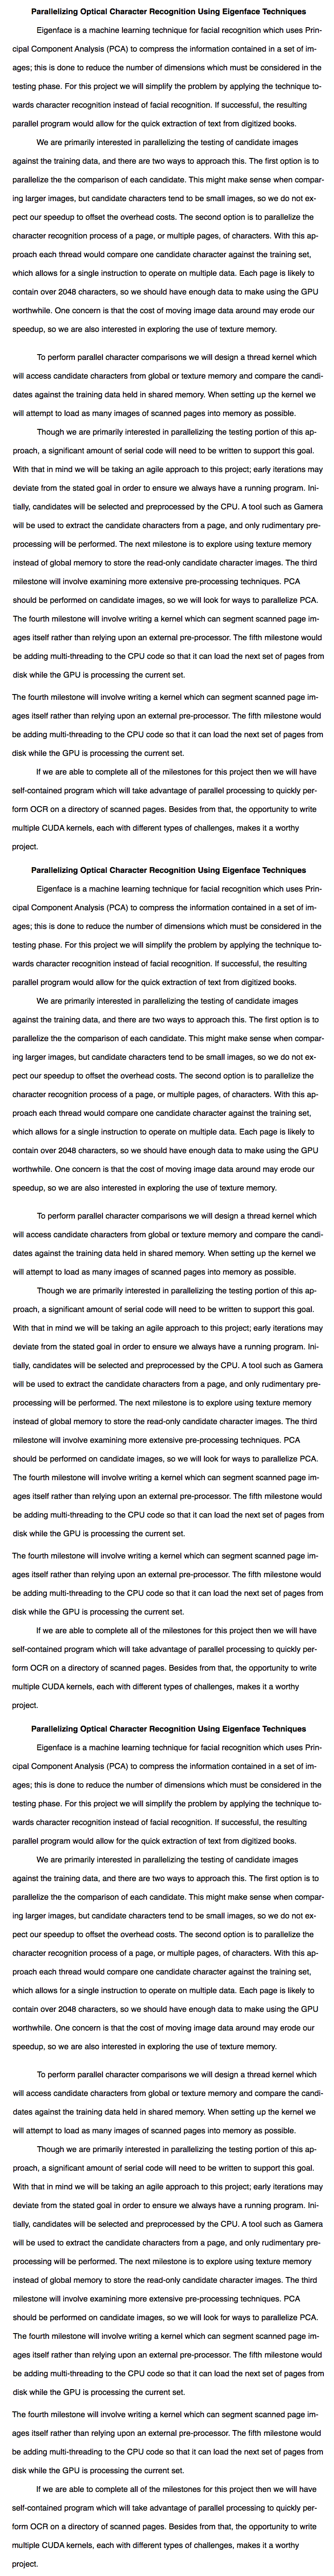 Parallelizing Optical Character Recognition Using Eigenface Techniques
Eigenface is a machine learning technique for facial recognition which uses Prin-
cipal Component Analysis (PCA) to compress the information contained in a set of im-
ages; this is done to reduce the number of dimensions which must be considered in the
testing phase. For this project we will simplify the problem by applying the technique to-
wards character recognition instead of facial recognition. If successful, the resulting
parallel program would allow for the quick extraction of text from digitized books.
We are primarily interested in parallelizing the testing of candidate images
against the training data, and there are two ways to approach this. The first option is to
parallelize the the comparison of each candidate. This might make sense when compar-
ing larger images, but candidate characters tend to be small images, so we do not ex-
pect our speedup to offset the overhead costs. The second option is to parallelize the
character recognition process of a page, or multiple pages, of characters. With this ap-
proach each thread would compare one candidate character against the training set,
which allows for a single instruction to operate on multiple data. Each page is likely to
contain over 2048 characters, so we should have enough data to make using the GPU
worthwhile. One concern is that the cost of moving image data around may erode our
speedup, so we are also interested in exploring the use of texture memory.
To perform parallel character comparisons we will design a thread kernel which
will access candidate characters from global or texture memory and compare the candi-
dates against the training data held in shared memory. When setting up the kernel we
will attempt to load as many images of scanned pages into memory as possible.
Though we are primarily interested in parallelizing the testing portion of this ap-
proach, a significant amount of serial code will need to be written to support this goal.
With that in mind we will be taking an agile approach to this project; early iterations may
deviate from the stated goal in order to ensure we always have a running program. Ini-
tially, candidates will be selected and preprocessed by the CPU. A tool such as Gamera
will be used to extract the candidate characters from a page, and only rudimentary pre-
processing will be performed. The next milestone is to explore using texture memory
instead of global memory to store the read-only candidate character images. The third
milestone will involve examining more extensive pre-processing techniques. PCA
should be performed on candidate images, so we will look for ways to parallelize PCA.
The fourth milestone will involve writing a kernel which can segment scanned page im-
ages itself rather than relying upon an external pre-processor. The fifth milestone would
be adding multi-threading to the CPU code so that it can load the next set of pages from
disk while the GPU is processing the current set.
The fourth milestone will involve writing a kernel which can segment scanned page im-
ages itself rather than relying upon an external pre-processor. The fifth milestone would
be adding multi-threading to the CPU code so that it can load the next set of pages from
disk while the GPU is processing the current set.
If we are able to complete all of the milestones for this project then we will have
self-contained program which will take advantage of parallel processing to quickly per-
form OCR on a directory of scanned pages. Besides from that, the opportunity to write
multiple CUDA kernels, each with different types of challenges, makes it a worthy
project.
Parallelizing Optical Character Recognition Using Eigenface Techniques
Eigenface is a machine learning technique for facial recognition which uses Prin-
cipal Component Analysis (PCA) to compress the information contained in a set of im-
ages; this is done to reduce the number of dimensions which must be considered in the
testing phase. For this project we will simplify the problem by applying the technique to-
wards character recognition instead of facial recognition. If successful, the resulting
parallel program would allow for the quick extraction of text from digitized books.
We are primarily interested in parallelizing the testing of candidate images
against the training data, and there are two ways to approach this. The first option is to
parallelize the the comparison of each candidate. This might make sense when compar-
ing larger images, but candidate characters tend to be small images, so we do not ex-
pect our speedup to offset the overhead costs. The second option is to parallelize the
character recognition process of a page, or multiple pages, of characters. With this ap-
proach each thread would compare one candidate character against the training set,
which allows for a single instruction to operate on multiple data. Each page is likely to
contain over 2048 characters, so we should have enough data to make using the GPU
worthwhile. One concern is that the cost of moving image data around may erode our
speedup, so we are also interested in exploring the use of texture memory.
To perform parallel character comparisons we will design a thread kernel which
will access candidate characters from global or texture memory and compare the candi-
dates against the training data held in shared memory. When setting up the kernel we
will attempt to load as many images of scanned pages into memory as possible.
Though we are primarily interested in parallelizing the testing portion of this ap-
proach, a significant amount of serial code will need to be written to support this goal.
With that in mind we will be taking an agile approach to this project; early iterations may
deviate from the stated goal in order to ensure we always have a running program. Ini-
tially, candidates will be selected and preprocessed by the CPU. A tool such as Gamera
will be used to extract the candidate characters from a page, and only rudimentary pre-
processing will be performed. The next milestone is to explore using texture memory
instead of global memory to store the read-only candidate character images. The third
milestone will involve examining more extensive pre-processing techniques. PCA
should be performed on candidate images, so we will look for ways to parallelize PCA.
The fourth milestone will involve writing a kernel which can segment scanned page im-
ages itself rather than relying upon an external pre-processor. The fifth milestone would
be adding multi-threading to the CPU code so that it can load the next set of pages from
disk while the GPU is processing the current set.
The fourth milestone will involve writing a kernel which can segment scanned page im-
ages itself rather than relying upon an external pre-processor. The fifth milestone would
be adding multi-threading to the CPU code so that it can load the next set of pages from
disk while the GPU is processing the current set.
If we are able to complete all of the milestones for this project then we will have
self-contained program which will take advantage of parallel processing to quickly per-
form OCR on a directory of scanned pages. Besides from that, the opportunity to write
multiple CUDA kernels, each with different types of challenges, makes it a worthy
project.
Parallelizing Optical Character Recognition Using Eigenface Techniques
Eigenface is a machine learning technique for facial recognition which uses Prin-
cipal Component Analysis (PCA) to compress the information contained in a set of im-
ages; this is done to reduce the number of dimensions which must be considered in the
testing phase. For this project we will simplify the problem by applying the technique to-
wards character recognition instead of facial recognition. If successful, the resulting
parallel program would allow for the quick extraction of text from digitized books.
We are primarily interested in parallelizing the testing of candidate images
against the training data, and there are two ways to approach this. The first option is to
parallelize the the comparison of each candidate. This might make sense when compar-
ing larger images, but candidate characters tend to be small images, so we do not ex-
pect our speedup to offset the overhead costs. The second option is to parallelize the
character recognition process of a page, or multiple pages, of characters. With this ap-
proach each thread would compare one candidate character against the training set,
which allows for a single instruction to operate on multiple data. Each page is likely to
contain over 2048 characters, so we should have enough data to make using the GPU
worthwhile. One concern is that the cost of moving image data around may erode our
speedup, so we are also interested in exploring the use of texture memory.
To perform parallel character comparisons we will design a thread kernel which
will access candidate characters from global or texture memory and compare the candi-
dates against the training data held in shared memory. When setting up the kernel we
will attempt to load as many images of scanned pages into memory as possible.
Though we are primarily interested in parallelizing the testing portion of this ap-
proach, a significant amount of serial code will need to be written to support this goal.
With that in mind we will be taking an agile approach to this project; early iterations may
deviate from the stated goal in order to ensure we always have a running program. Ini-
tially, candidates will be selected and preprocessed by the CPU. A tool such as Gamera
will be used to extract the candidate characters from a page, and only rudimentary pre-
processing will be performed. The next milestone is to explore using texture memory
instead of global memory to store the read-only candidate character images. The third
milestone will involve examining more extensive pre-processing techniques. PCA
should be performed on candidate images, so we will look for ways to parallelize PCA.
The fourth milestone will involve writing a kernel which can segment scanned page im-
ages itself rather than relying upon an external pre-processor. The fifth milestone would
be adding multi-threading to the CPU code so that it can load the next set of pages from
disk while the GPU is processing the current set.
The fourth milestone will involve writing a kernel which can segment scanned page im-
ages itself rather than relying upon an external pre-processor. The fifth milestone would
be adding multi-threading to the CPU code so that it can load the next set of pages from
disk while the GPU is processing the current set.
If we are able to complete all of the milestones for this project then we will have
self-contained program which will take advantage of parallel processing to quickly per-
form OCR on a directory of scanned pages. Besides from that, the opportunity to write
multiple CUDA kernels, each with different types of challenges, makes it a worthy
project.